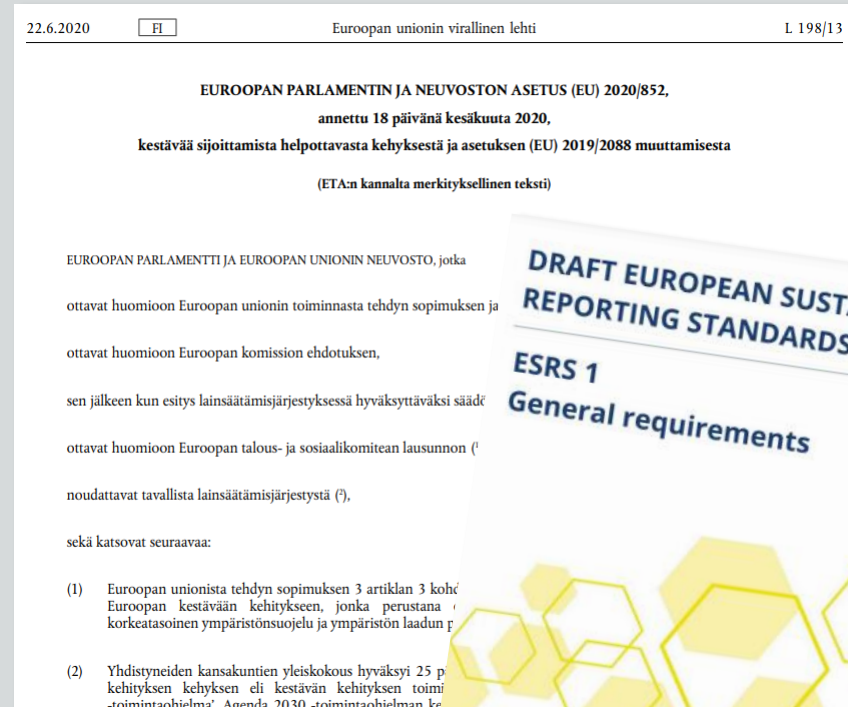 22.6.2020 FI Euroopan unionin virallinen lehti L 198/13
EUROOPAN PARLAMENTIN JA NEUVOSTON ASETUS (EU) 2020/852,
annettu 18 päivänä kesäkuuta 2020,
kestävää sijoittamista helpottavasta kehyksestä ja asetuksen (EU) 2019/2088 muuttamisesta
(ETA:n kannalta merkityksellinen teksti)
EUROOPAN PARLAMENTTI JA EUROOPAN UNIONIN NEUVOSTO, jotka
ottavat huomioon Euroopan unionin toiminnasta tehdyn sopimuksen ja
ottavat huomioon Euroopan komission ehdotuksen,
sen jälkeen kun esitys lainsäätämisjärjestyksessä hyväksyttäväksi
ottavat huomioon Euroopan talous- ja sosiaalikomitean lausunnon (¹
noudattavat tavallista lainsäätämisjärjestystä (²),
sekä katsovat seuraavaa:
(1) Euroopan unionista tehdyn sopimuksen 3 artiklan 3
Euroopan kestävään kehitykseen, jonka perustana
korkeatasoinen ympäristönsuojelu ja ympäristön laadun
(2) Yhdistyneiden kansakuntien yleiskokous hyväksyi 25
kehityksen kehyksen eli kestävän kehityksen
-toimintaohjelma'. Agenda 2030 -toimintaohjelman
DRAFT EUROPEAN
REPORTING STANDARDS
ESRS 1
General requirements